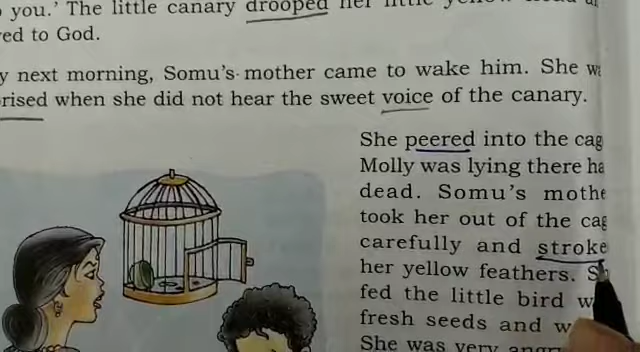 you.' The little canary drooped her little yellow
ed to God.
next morning, Somu's mother came to wake him. She
rised when she did not hear the sweet voice of the canary.
She peered into the cag
Molly was lying there ha
dead. Somu's mothe
took her out of the cag
carefully and stroke
her yellow feathers. S
fed the little bird w
fresh seeds and w
She was very angr